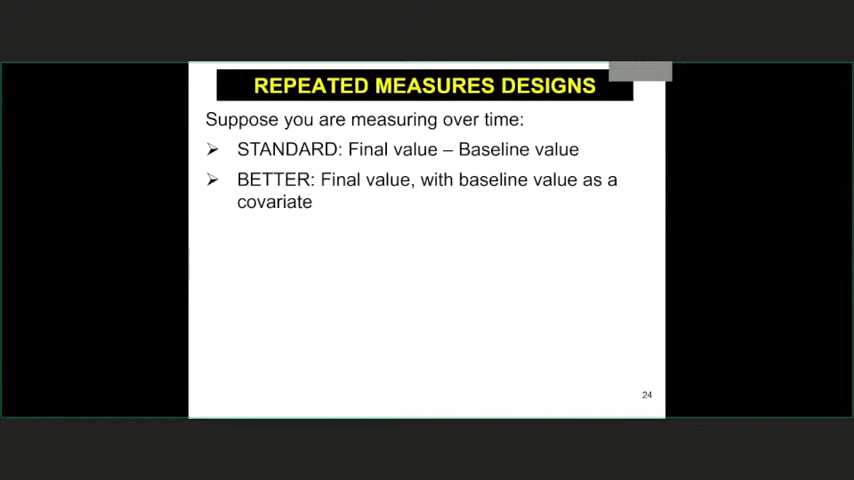 REPEATED MEASURES DESIGNS
Suppose you are measuring over time:
➢ STANDARD: Final value – Baseline value
➢ BETTER: Final value, with baseline value as a
covariate
24